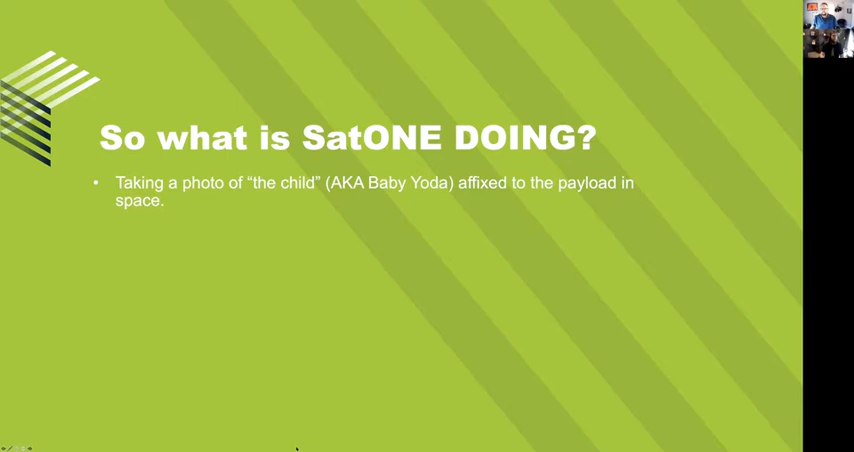 So what is SatONE DOING?
• Taking a photo of “the child” (AKA Baby Yoda) affixed to the payload in
space.